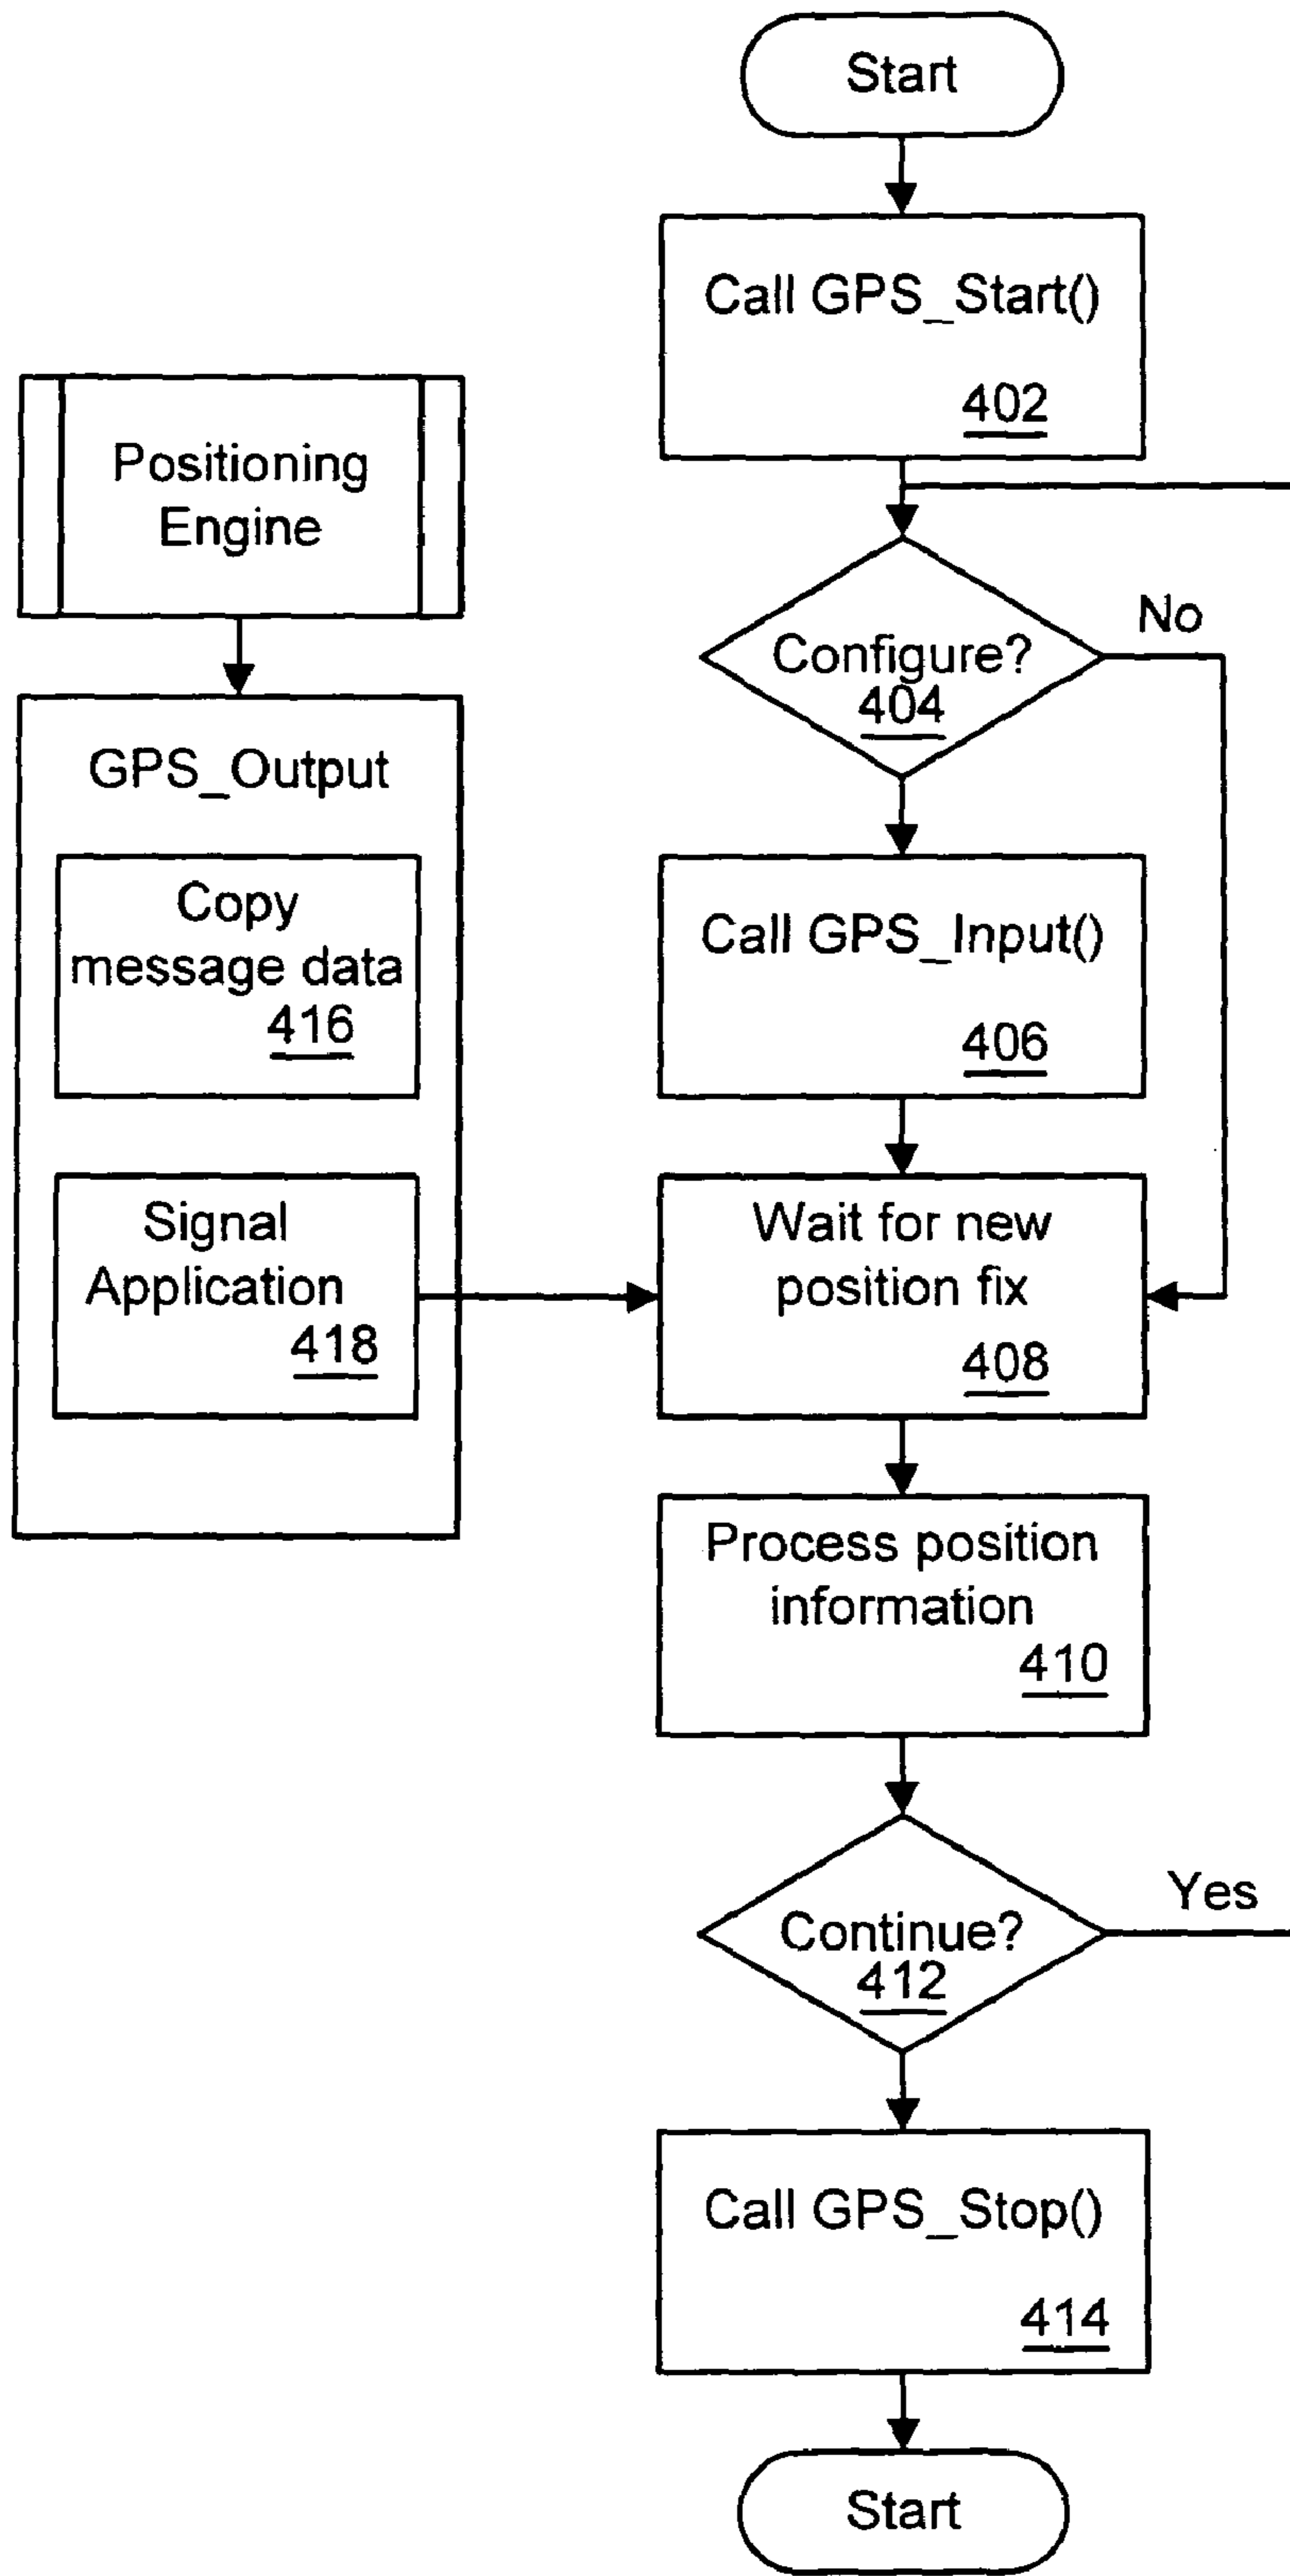 Start
Call GPS_Start()
402
Positioning
Engine
No
Configure?
404
GPS_Output
Copy
message data
416
Call GPS_Input()
406
Signal
Application
418
Wait for new
position fix
408
Process position
information
410
Yes
Continue?
412
Call GPS_Stop()
414
Start